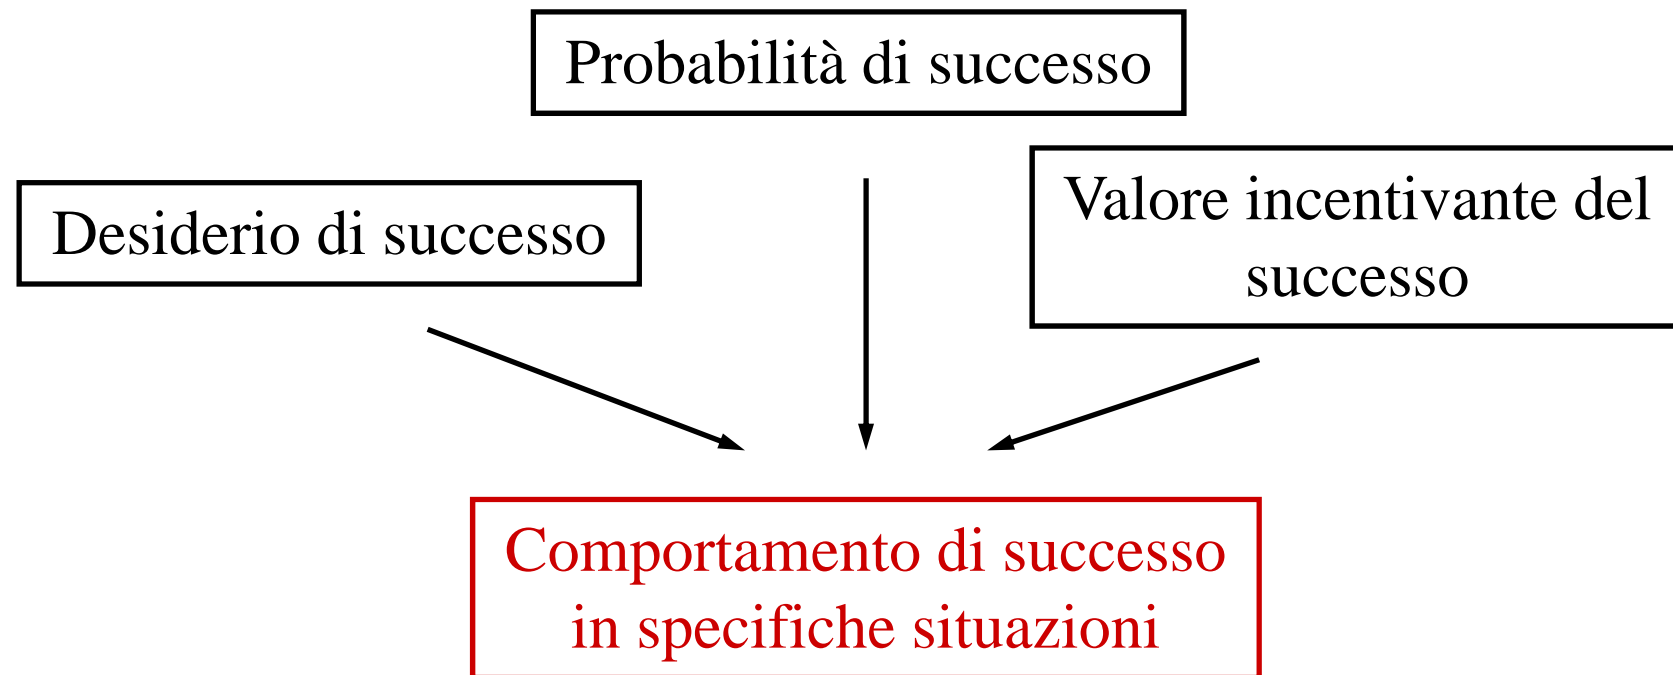 Probabilità di successo
Desiderio di successo
Valore incentivante del
successo
Comportamento di successo
in specifiche situazioni